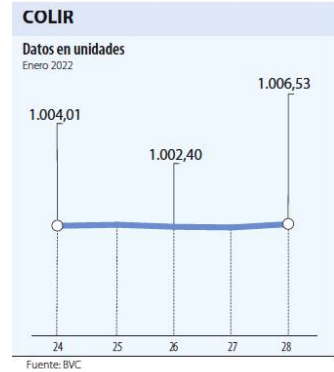 COLIR
Datos en unidades
Enero 2022
1.006,53
1.004,01
1.002,40
24 25 26 27 28
Fuente: BVC